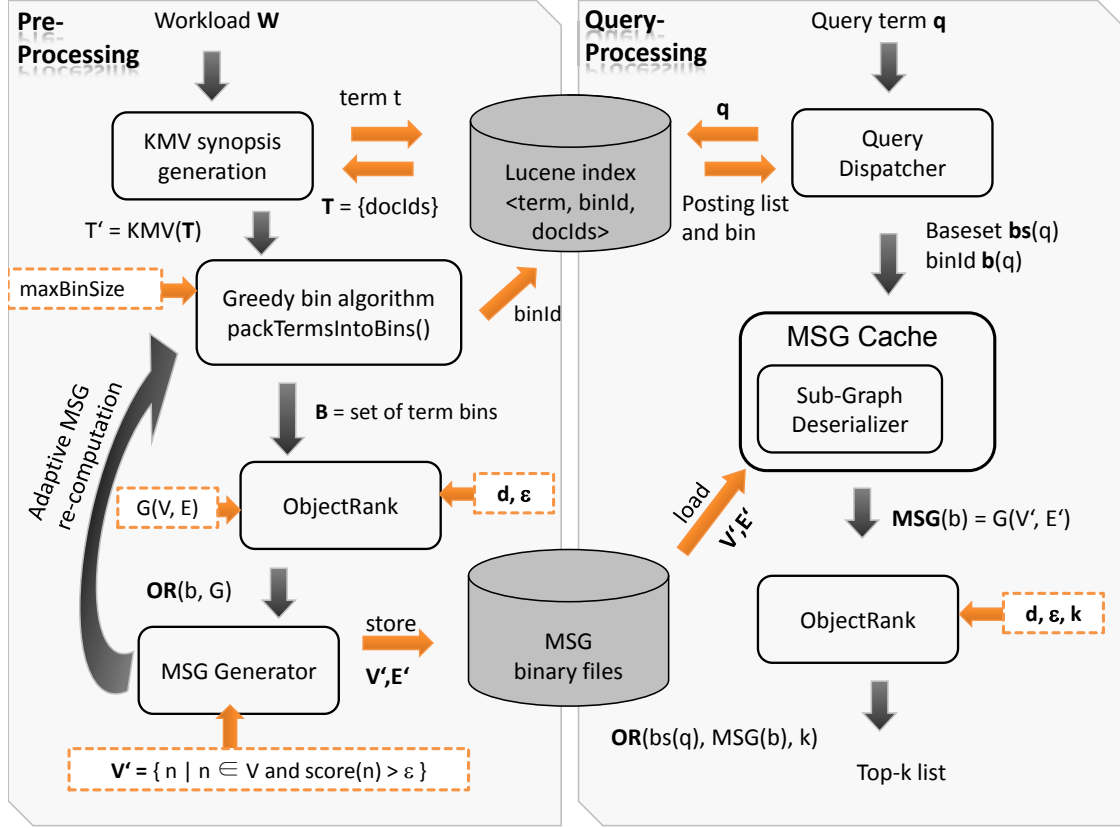 Pre-
Processing
Workload W
term t
KMV synopsis
generation
T = {docIds}
T‘ = KMV(T)
maxBinSize
Greedy bin algorithm
packTermsIntoBins()
binId
Adaptive MSG
re-computation
B = set of term bins
G(V, E)
ObjectRank
d, ε
OR(b, G)
MSG Generator
store
V‘,E‘
V‘ = { n | n ∈ V and score(n) > ε }
Lucene index
<term, binId,
docIds>
MSG
binary files
Query-
Processing
Query term q
q
Query
Dispatcher
Posting list
and bin
Baseset bs(q)
binId b(q)
MSG Cache
Sub-Graph
Deserializer
load
V‘,E‘
MSG(b) = G(V‘, E‘)
ObjectRank
d, ε, k
OR(bs(q), MSG(b), k)
Top-k list